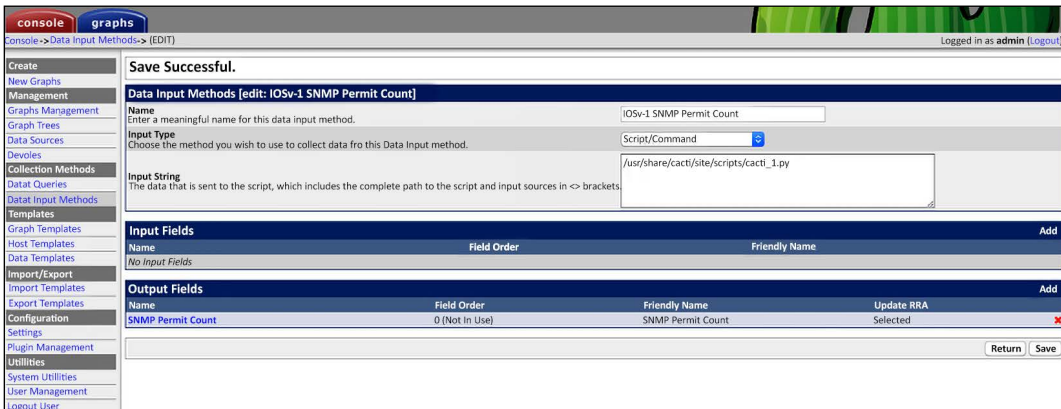 console graphs
Console->Data Input Methods-> (EDIT)
Logged in as admin (Logout)
Create
New Graphs
Management
Graphs Management
Graph Trees
Data Sources
Devoles
Collection Methods
Datat Queries
Datat Input Methods
Templates
Graph Templates
Host Templates
Data Templates
Import/Export
Import Templates
Export Templates
Configuration
Settings
Plugin Management
Utillities
System Utillities
User Management
Logout User
Save Successful.
Data Input Methods [edit: IOSv-1 SNMP Permit Count]
Name
Enter a meaningful name for this data input method.
IOSv-1 SNMP Permit Count
Input Type
Choose the method you wish to use to collect data fro this Data Input method.
Script/Command
Input String
The data that is sent to the script, which includes the complete path to the script and input sources in <> brackets.
/usr/share/cacti/site/scripts/cacti_1.py
Input Fields Add
Name Field Order Friendly Name
No Input Fields
Output Fields Add
Name Field Order Friendly Name Update RRA
SNMP Permit Count 0 (Not In Use) SNMP Permit Count Selected
Return Save